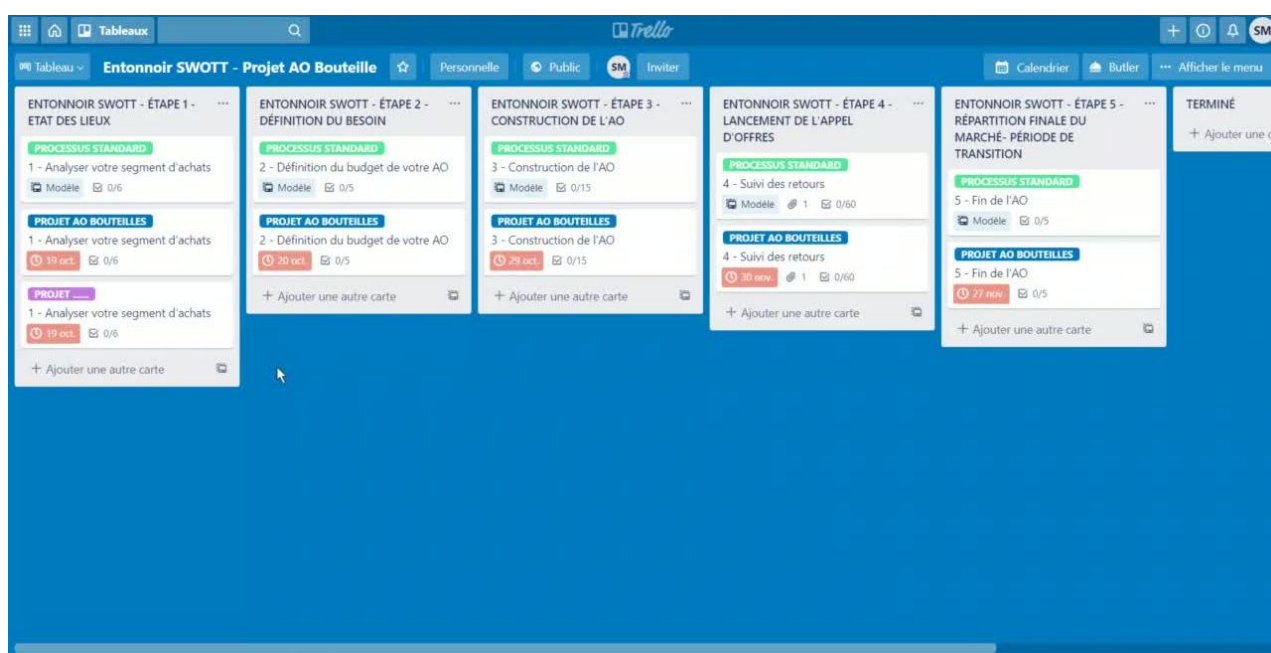 Tableaux
Trello
SM
Tableau
Entonnoir SWOTT - Projet AO Bouteille
Personnelle
Public
SM
Inviter
Calendrier
Butler
Afficher le menu
ENTONNOIR SWOTT - ÉTAPE 1 -
ETAT DES LIEUX
PROCESSUS STANDARD
1 - Analyser votre segment d'achats
Modèle 0/6
PROJET AO BOUTEILLES
1 - Analyser votre segment d'achats
19 oct. 0/6
PROJET ......
1 - Analyser votre segment d'achats
19 oct. 0/6
+ Ajouter une autre carte
ENTONNOIR SWOTT - ÉTAPE 2 -
DÉFINITION DU BESOIN
PROCESSUS STANDARD
2 - Définition du budget de votre AO
Modèle 0/5
PROJET AO BOUTEILLES
2 - Définition du budget de votre AO
20 oct. 0/5
+ Ajouter une autre carte
ENTONNOIR SWOTT - ÉTAPE 3 -
CONSTRUCTION DE L'AO
PROCESSUS STANDARD
3 - Construction de l'AO
Modèle 0/15
PROJET AO BOUTEILLES
3 - Construction de l'AO
29 oct. 0/15
+ Ajouter une autre carte
ENTONNOIR SWOTT - ÉTAPE 4 -
LANCEMENT DE L'APPEL
D'OFFRES
PROCESSUS STANDARD
4 - Suivi des retours
Modèle 1 0/60
PROJET AO BOUTEILLES
4 - Suivi des retours
30 nov. 1 0/60
+ Ajouter une autre carte
ENTONNOIR SWOTT - ÉTAPE 5 -
RÉPARTITION FINALE DU
MARCHÉ- PÉRIODE DE
TRANSITION
PROCESSUS STANDARD
5 - Fin de l'AO
Modèle 0/5
PROJET AO BOUTEILLES
5 - Fin de l'AO
27 nov. 0/5
+ Ajouter une autre carte
TERMINÉ
+ Ajouter une